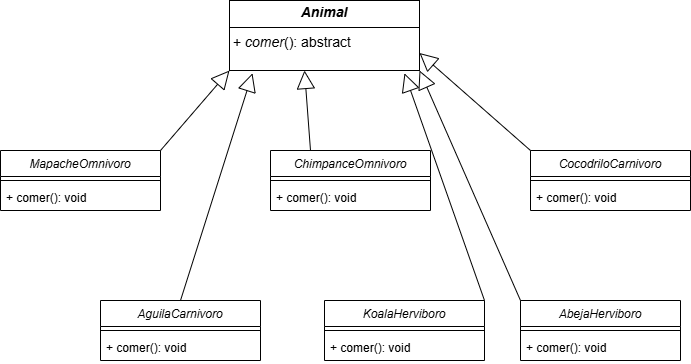 Animal
+ comer(): abstract
MapacheOmnivoro
+ comer(): void
ChimpanceOmnivoro
+ comer(): void
CocodriloCarnivoro
+ comer(): void
AguilaCarnivoro
+ comer(): void
KoalaHerviboro
+ comer(): void
AbejaHerviboro
+ comer(): void